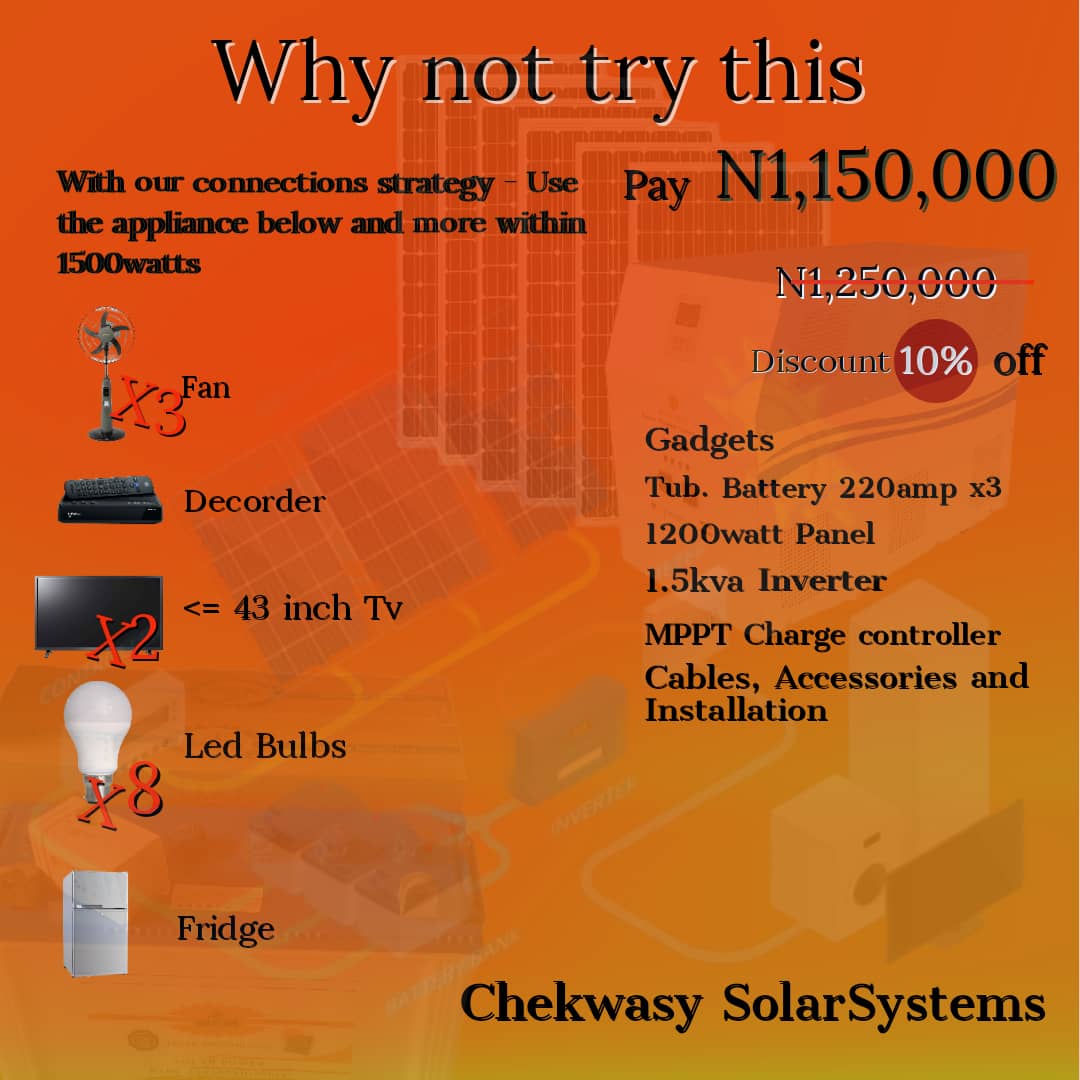 Why not try this
With our connections strategy - Use
the appliance below and more within
1500watts
Pay N1,150,000
N1,250,000
Discount 10% off
X3 Fan
Decorder
X2 <= 43 inch Tv
x8 Led Bulbs
Fridge
Gadgets
Tub. Battery 220amp x3
1200watt Panel
1.5kva Inverter
MPPT Charge controller
Cables, Accessories and
Installation
INVERTER
Chekwasy SolarSystems